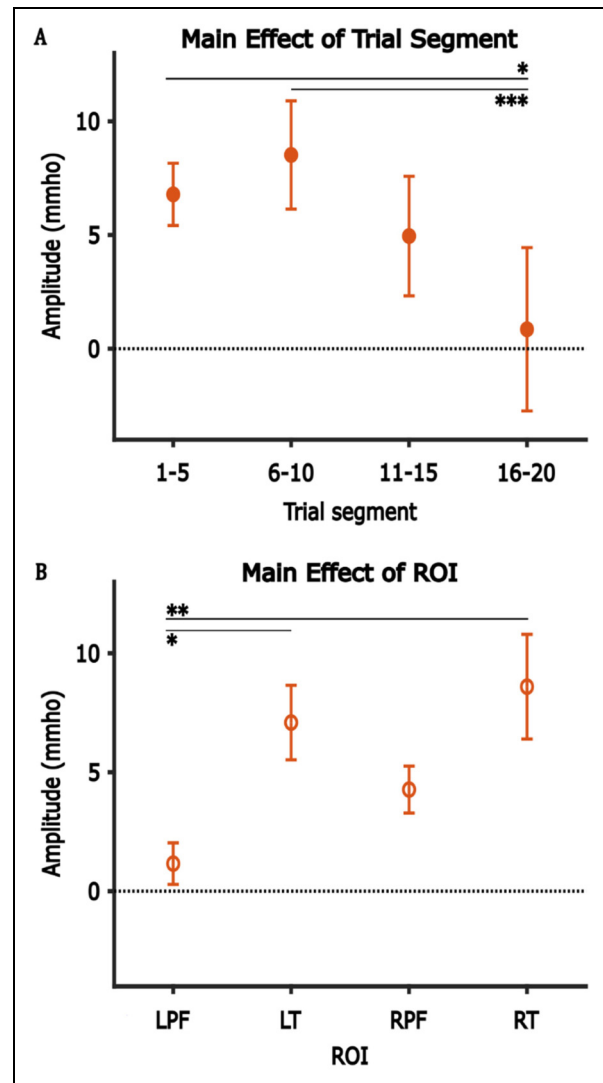 A
Main Effect of Trial Segment
*
***
10
5
0
Amplitude (mmho)
1-5
6-10
11-15
16-20
Trial segment
B
Main Effect of ROI
**
*
10
5
0
Amplitude (mmho)
LPF
LT
RPF
RT
ROI